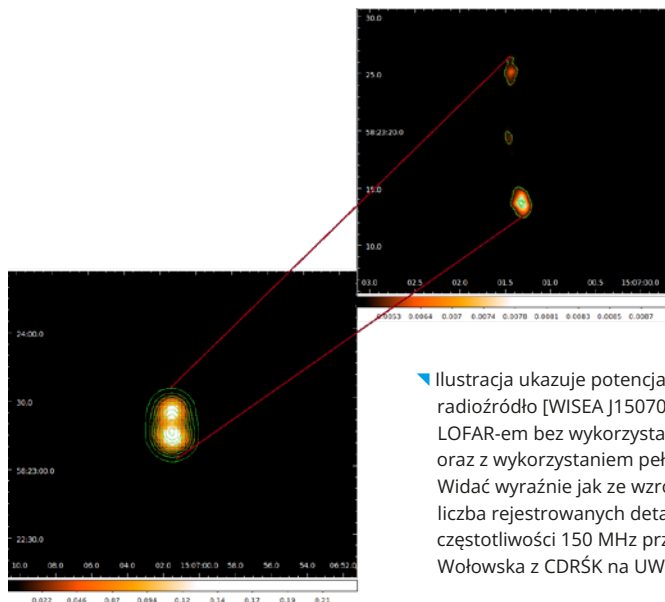 30.0
25.0
58:23:20.0
15.0
10.0
03.0 02.5 02.0 01.5 01.0 00.5 15:07:00.0
0.0053 0.0064 0.007 0.0074 0.0078 0.0081 0.0083 0.0085 0.0087
24:00.0
30.0
58:23:00.0
22:30.0
10.0 08.0 06.0 04.0 02.0 15:07:00.0 58.0 56.0 54.0 06:52.0
0.022 0.046 0.07 0.094 0.12 0.14 0.17 0.19 0.21
Ilustracja ukazuje potencja
radioźródło [WISEA J15070
LOFAR-em bez wykorzysta
oraz z wykorzystaniem peł
Widać wyraźnie jak ze wzro
liczba rejestrowanych deta
częstotliwości 150 MHz prz
Wołowska z CDRŚK na UW